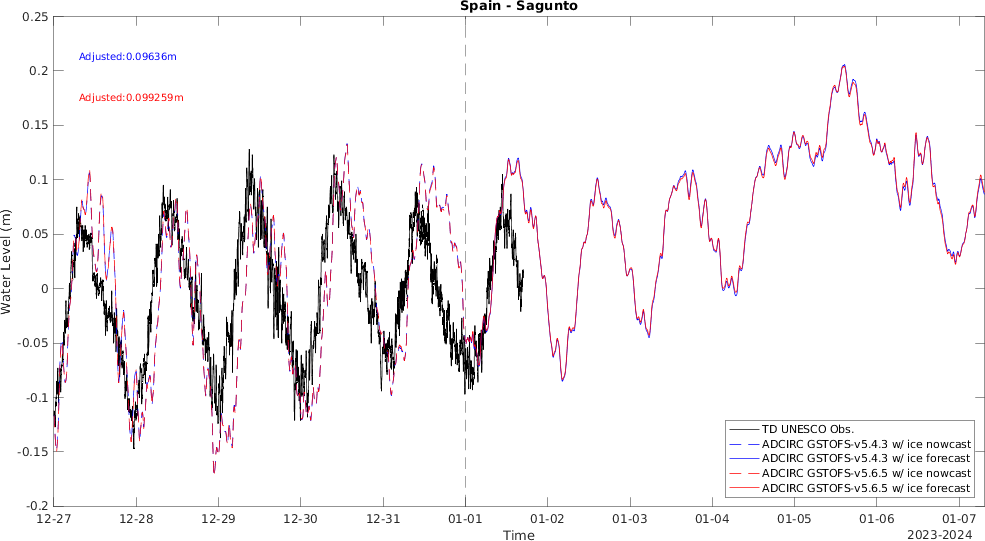 Spain - Sagunto
Adjusted:0.09636m
Adjusted:0.099259m
Water Level (m)
0.25
0.2
0.15
0.1
0.05
0
-0.05
-0.1
-0.15
-0.2
TD UNESCO Obs.
ADCIRC GSTOFS-v5.4.3 w/ ice nowcast
ADCIRC GSTOFS-v5.4.3 w/ ice forecast
ADCIRC GSTOFS-v5.6.5 w/ ice nowcast
ADCIRC GSTOFS-v5.6.5 w/ ice forecast
12-27 12-28 12-29 12-30 12-31 01-01 01-02 01-03 01-04 01-05 01-06 01-07
Time
2023-2024